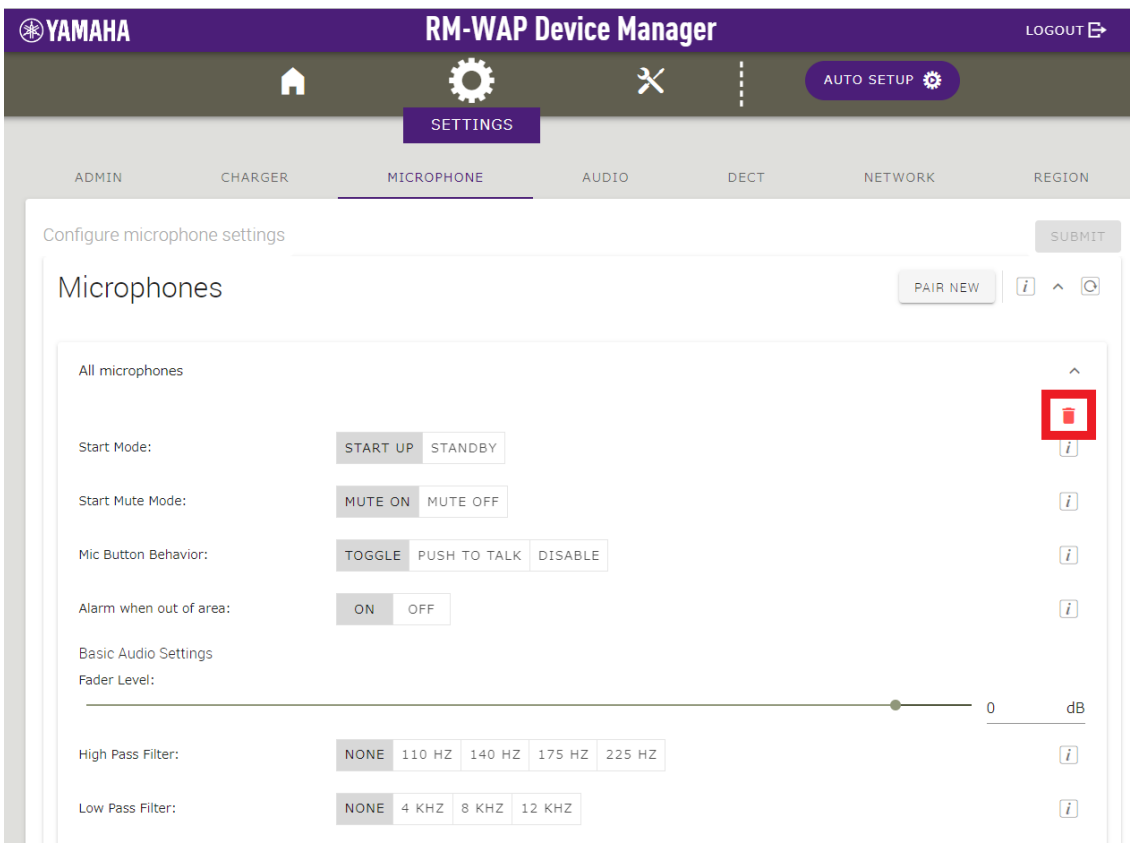 YAMAHA RM-WAP Device Manager LOGOUT
AUTO SETUP
SETTINGS
ADMIN CHARGER MICROPHONE AUDIO DECT NETWORK REGION
Configure microphone settings SUBMIT
Microphones PAIR NEW i
All microphones
Start Mode: START UP STANDBY i
Start Mute Mode: MUTE ON MUTE OFF i
Mic Button Behavior: TOGGLE PUSH TO TALK DISABLE i
Alarm when out of area: ON OFF i
Basic Audio Settings
Fader Level:
0 dB
High Pass Filter: NONE 110 HZ 140 HZ 175 HZ 225 HZ i
Low Pass Filter: NONE 4 KHZ 8 KHZ 12 KHZ i